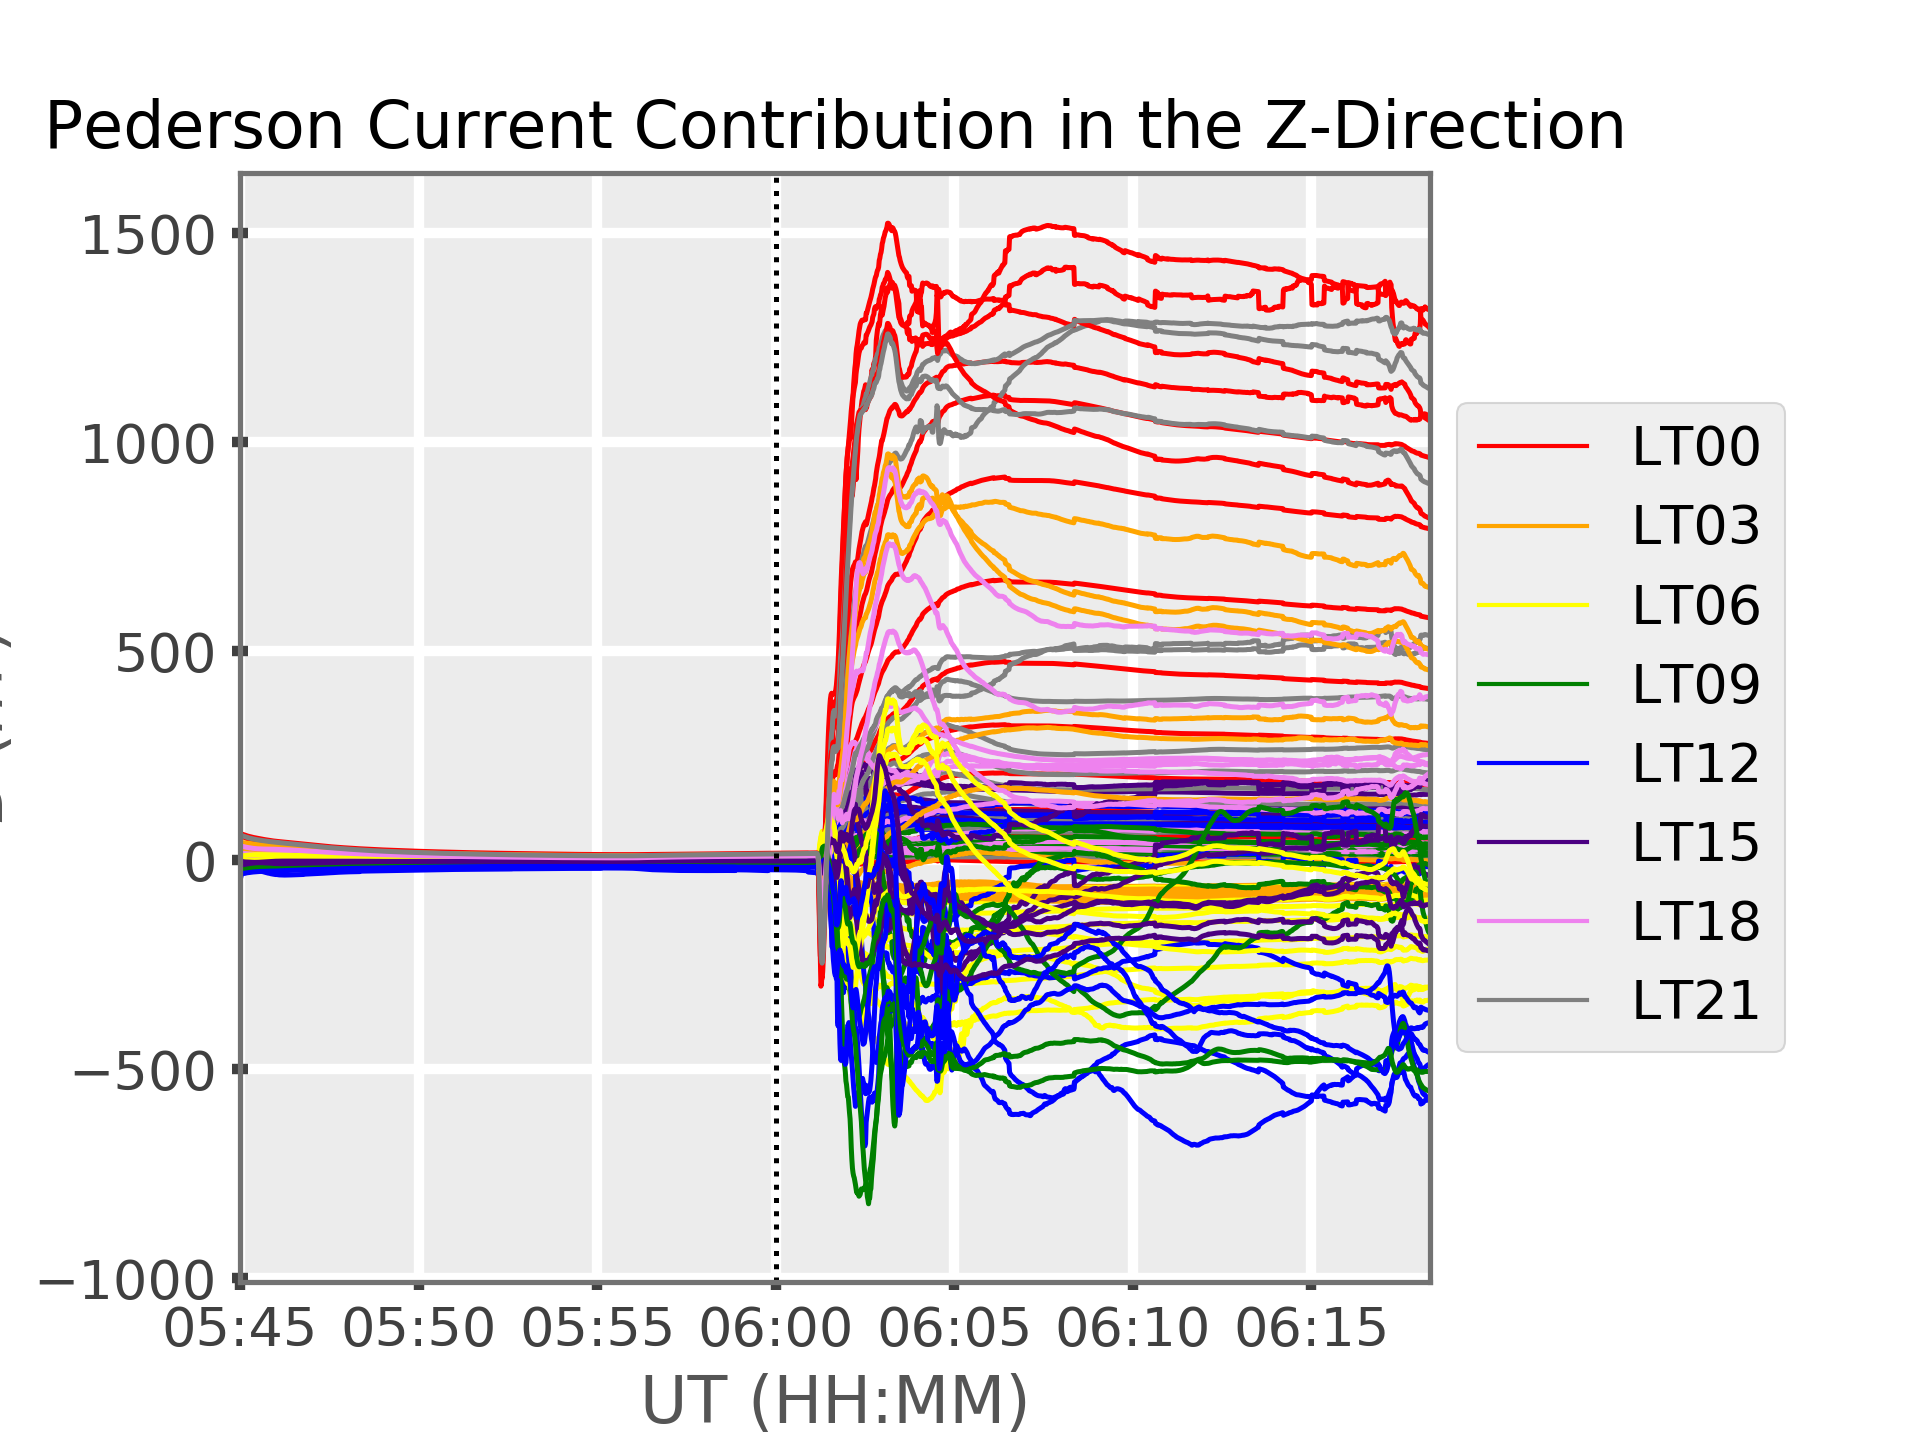 Pederson Current Contribution in the Z-Direction
1500
1000
500
0
−500
−1000
05:45 05:50 05:55 06:00 06:05 06:10 06:15
UT (HH:MM)
LT00
LT03
LT06
LT09
LT12
LT15
LT18
LT21